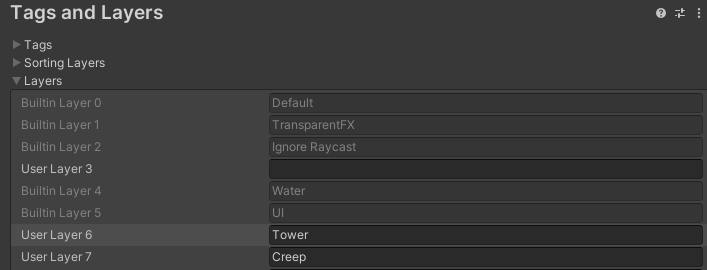 Tags and Layers
Tags
Sorting Layers
Layers
Builtin Layer 0 Default
Builtin Layer 1 TransparentFX
Builtin Layer 2 Ignore Raycast
User Layer 3
Builtin Layer 4 Water
Builtin Layer 5 UI
User Layer 6 Tower
User Layer 7 Creep